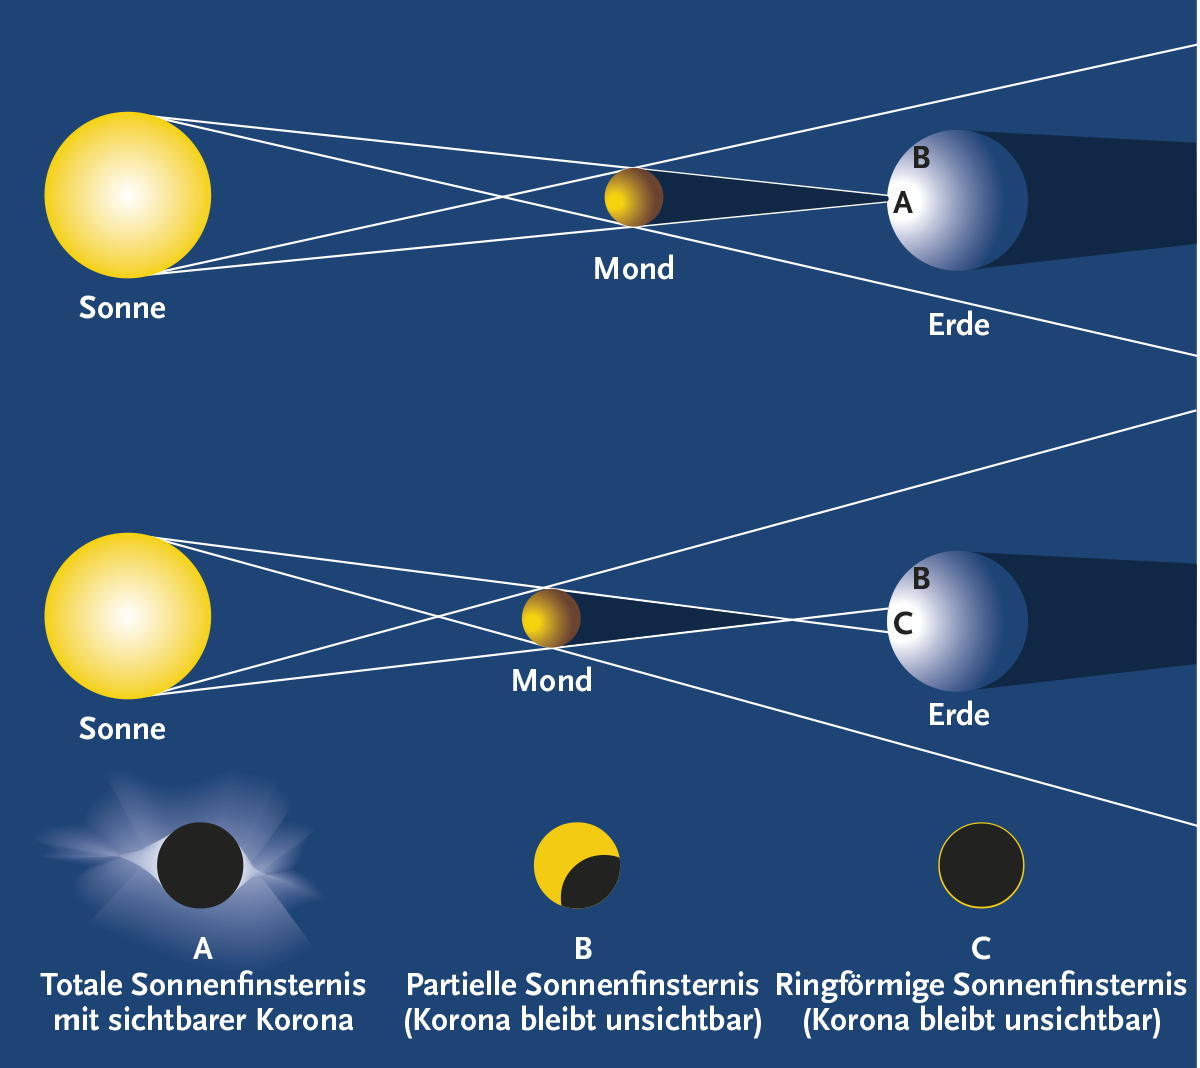 B
A
Mond
Sonne
Erde
B
C
Mond
Erde
Sonne
A
Totale Sonnenfinsternis
mit sichtbarer Korona
B
Partielle Sonnenfinsternis
(Korona bleibt unsichtbar)
C
Ringförmige Sonnenfinsternis
(Korona bleibt unsichtbar)